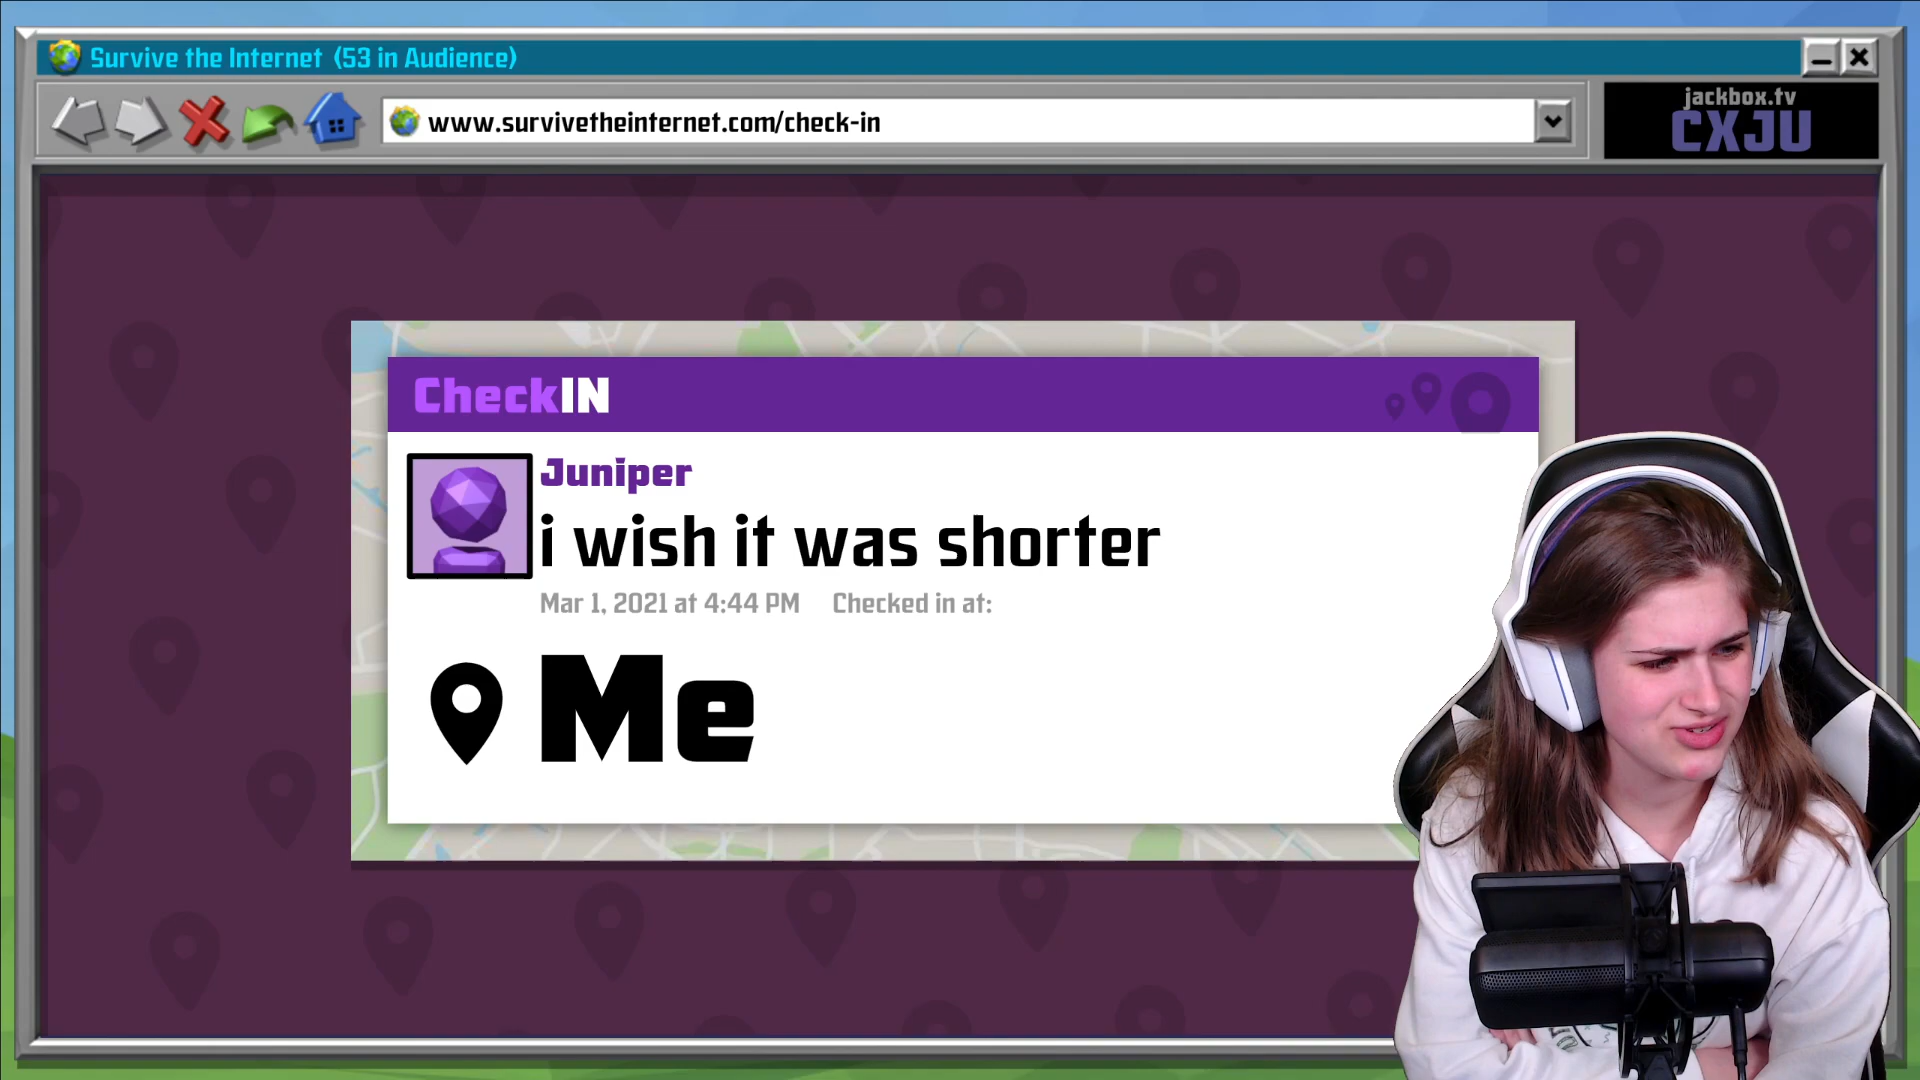 Survive the Internet (53 in Audience)
www.survivetheinternet.com/check-in
jackbox.tv
CXJU
CheckIN
Juniper
i wish it was shorter
Mar 1, 2021 at 4:44 PM Checked in at:
Me